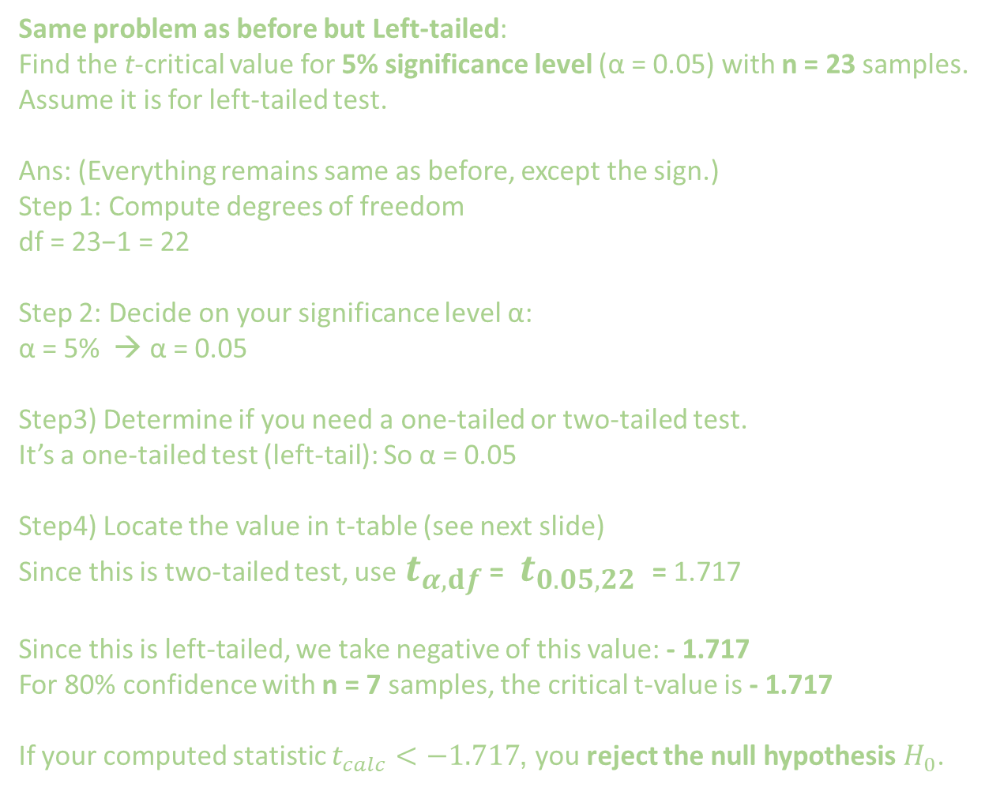 Same problem as before but Left-tailed:
Find the t-critical value for 5% significance level (α = 0.05) with n = 23 samples.
Assume it is for left-tailed test.
Ans: (Everything remains same as before, except the sign.)
Step 1: Compute degrees of freedom
df = 23−1 = 22
Step 2: Decide on your significance level α:
α = 5% → α = 0.05
Step3) Determine if you need a one-tailed or two-tailed test.
It's a one-tailed test (left-tail): So α = 0.05
Step4) Locate the value in t-table (see next slide)
Since this is two-tailed test, use t_{α,df} = t_{0.05,22} = 1.717
Since this is left-tailed, we take negative of this value: - 1.717
For 80% confidence with n = 7 samples, the critical t-value is - 1.717
If your computed statistic t_{calc} < −1.717, you reject the null hypothesis H_0.